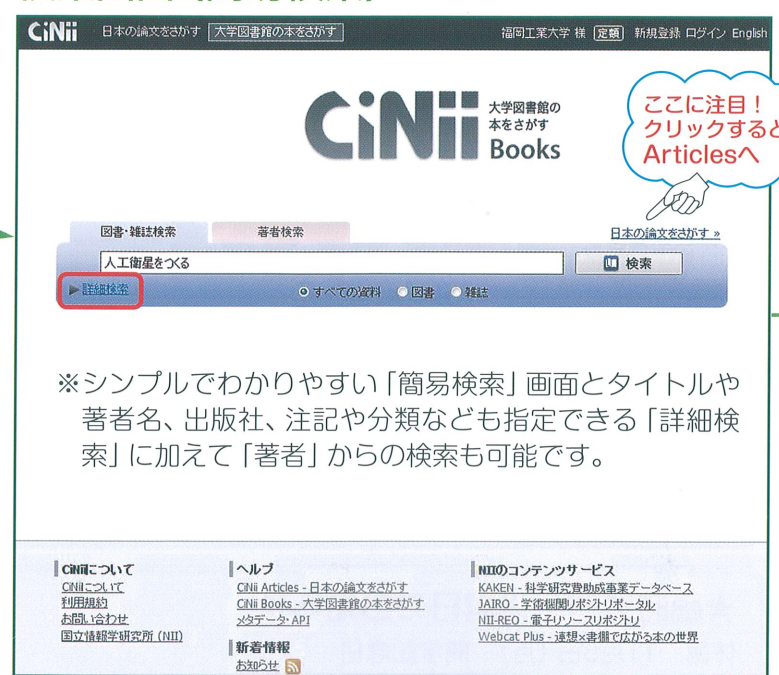 CiNii 日本の論文をさがす 大学図書館の本をさがす 福岡工業大学 様 定額 新規登録 ログイン English
CiNii 大学図書館の
本をさがす
Books
ここに注目！
クリックすると
Articlesへ
図書・雑誌検索 著者検索 日本の論文をさがす »
人工衛星をつくる 検索
▶詳細検索 すべての資料 図書 雑誌
※シンプルでわかりやすい「簡易検索」画面とタイトルや
著者名、出版社、注記や分類なども指定できる「詳細検
索」に加えて「著者」からの検索も可能です。
CiNiiについて
CiNiiについて
利用規約
お問い合わせ
国立情報学研究所 (NII)
ヘルプ
CiNii Articles - 日本の論文をさがす
CiNii Books - 大学図書館の本をさがす
メタデータ・API
新着情報
お知らせ
NIIのコンテンツサービス
KAKEN - 科学研究費助成事業データベース
JAIRO - 学術機関リポジトリポータル
NII-REO - 電子リソースリポジトリ
Webcat Plus - 連想×書棚で広がる本の世界